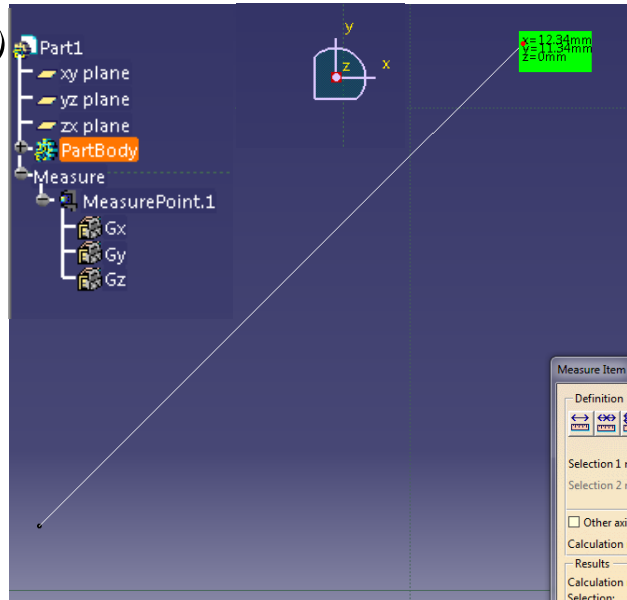 )
Part1
xy plane
yz plane
zx plane
PartBody
Measure
MeasurePoint.1
Gx
Gy
Gz
y
z
x
x=12.34mm
y=11.34mm
z=0mm
Measure Item
Definition
Selection 1
Selection 2
Other axi
Calculation
Results
Calculation
Selection: